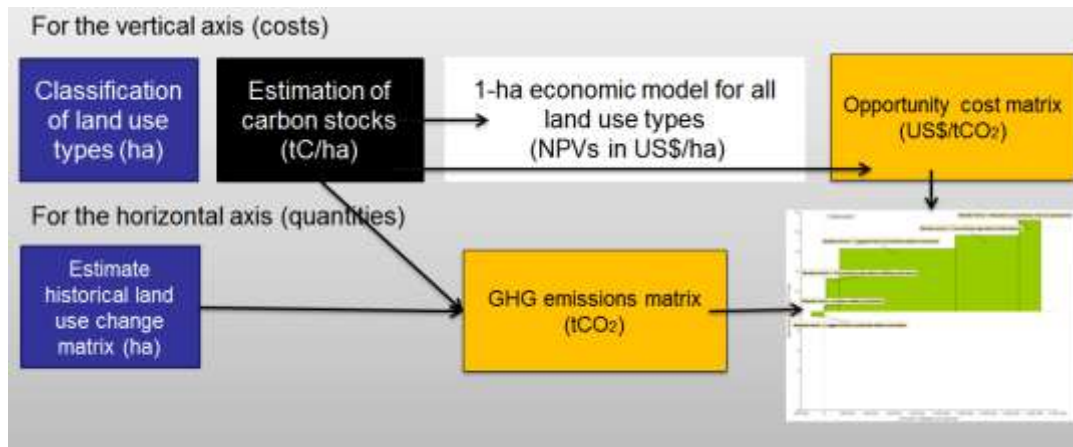 For the vertical axis (costs)
Classification
of land use
types (ha)
Estimation of
carbon stocks
(tC/ha)
1-ha economic model for all
land use types
(NPVs in US$/ha)
Opportunity cost matrix
(US$/tCO₂)
For the horizontal axis (quantities)
Estimate
historical land
use change
matrix (ha)
GHG emissions matrix
(tCO₂)